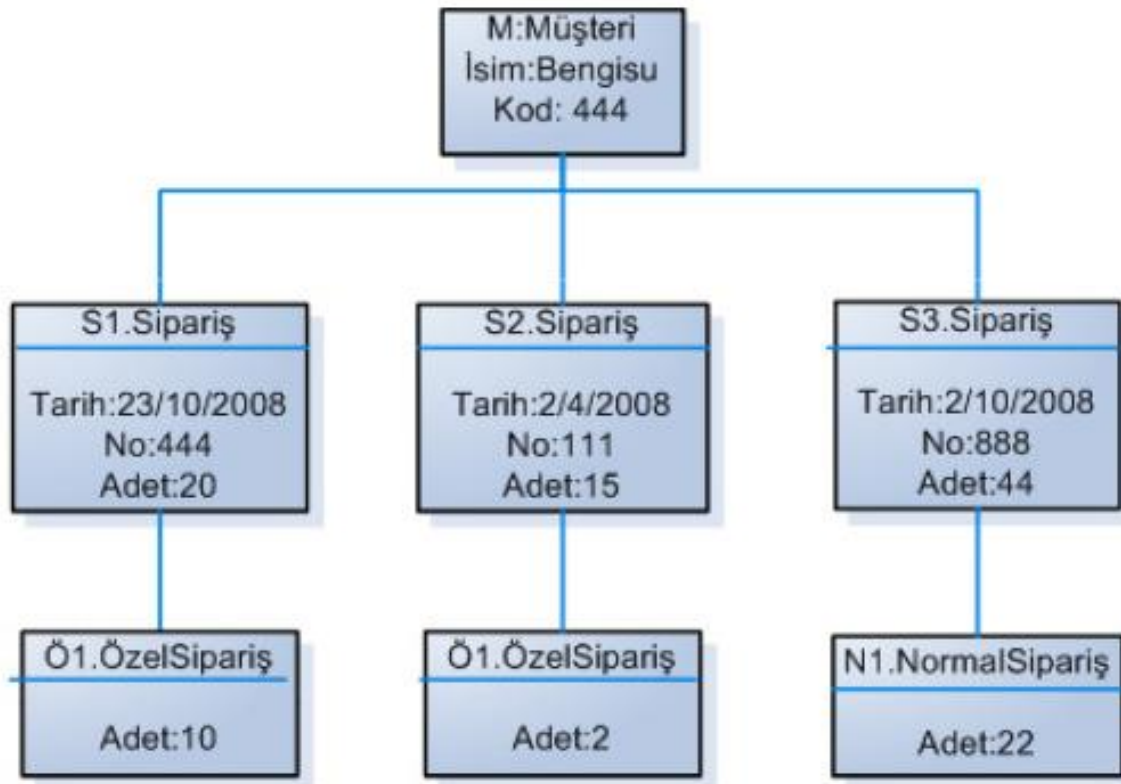 M:Müşteri
İsim:Bengisu
Kod: 444
S1.Sipariş
Tarih:23/10/2008
No:444
Adet:20
S2.Sipariş
Tarih:2/4/2008
No:111
Adet:15
S3.Sipariş
Tarih:2/10/2008
No:888
Adet:44
Ö1.ÖzelSipariş
Adet:10
Ö1.ÖzelSipariş
Adet:2
N1.NormalSipariş
Adet:22